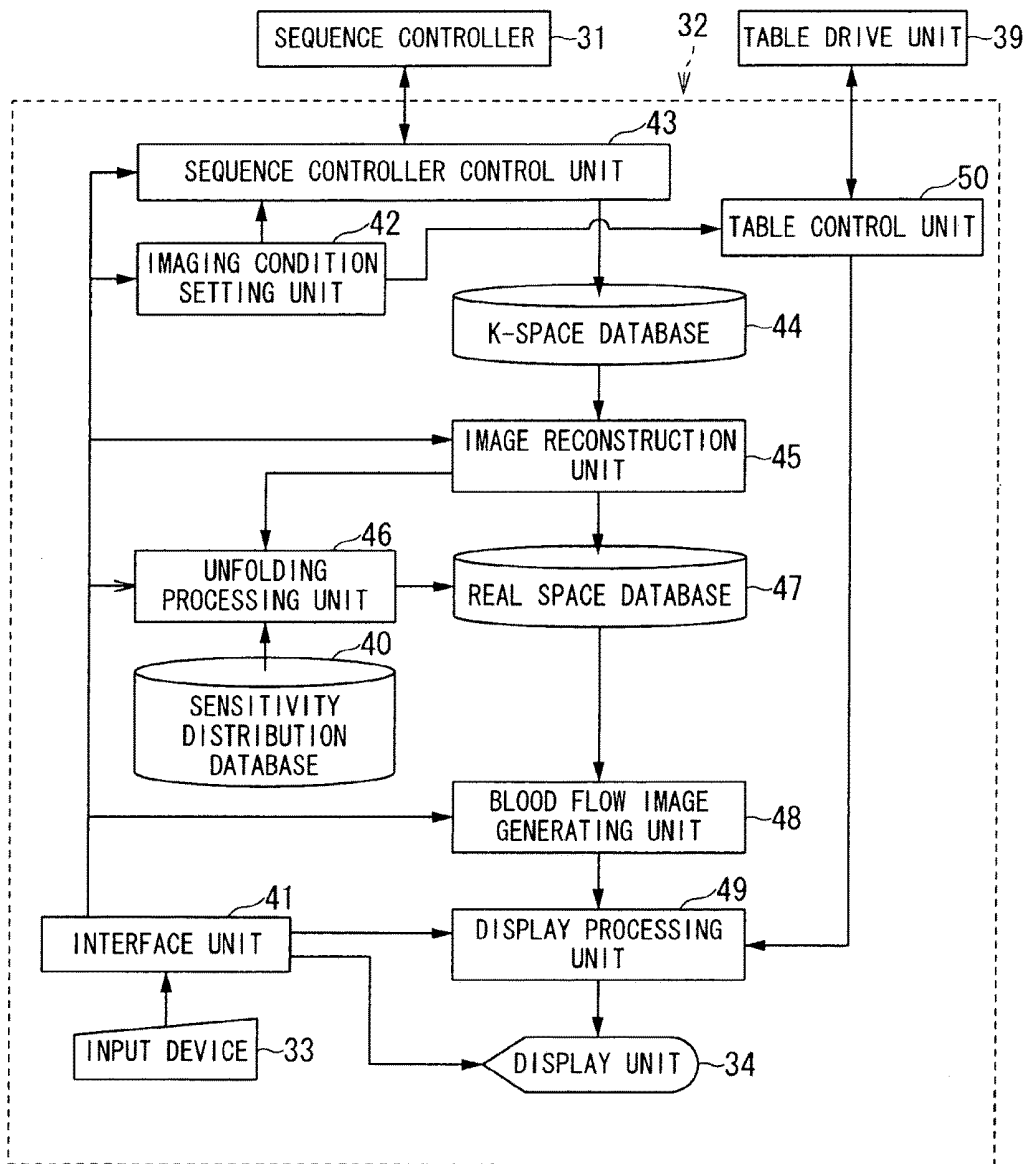 SEQUENCE CONTROLLER 31
32
TABLE DRIVE UNIT 39
43
SEQUENCE CONTROLLER CONTROL UNIT
50
TABLE CONTROL UNIT
42
IMAGING CONDITION
SETTING UNIT
K-SPACE DATABASE 44
IMAGE RECONSTRUCTION
UNIT
45
46
UNFOLDING
PROCESSING UNIT
REAL SPACE DATABASE 47
40
SENSITIVITY
DISTRIBUTION
DATABASE
BLOOD FLOW IMAGE
GENERATING UNIT
48
41
INTERFACE UNIT
49
DISPLAY PROCESSING
UNIT
INPUT DEVICE 33
DISPLAY UNIT 34